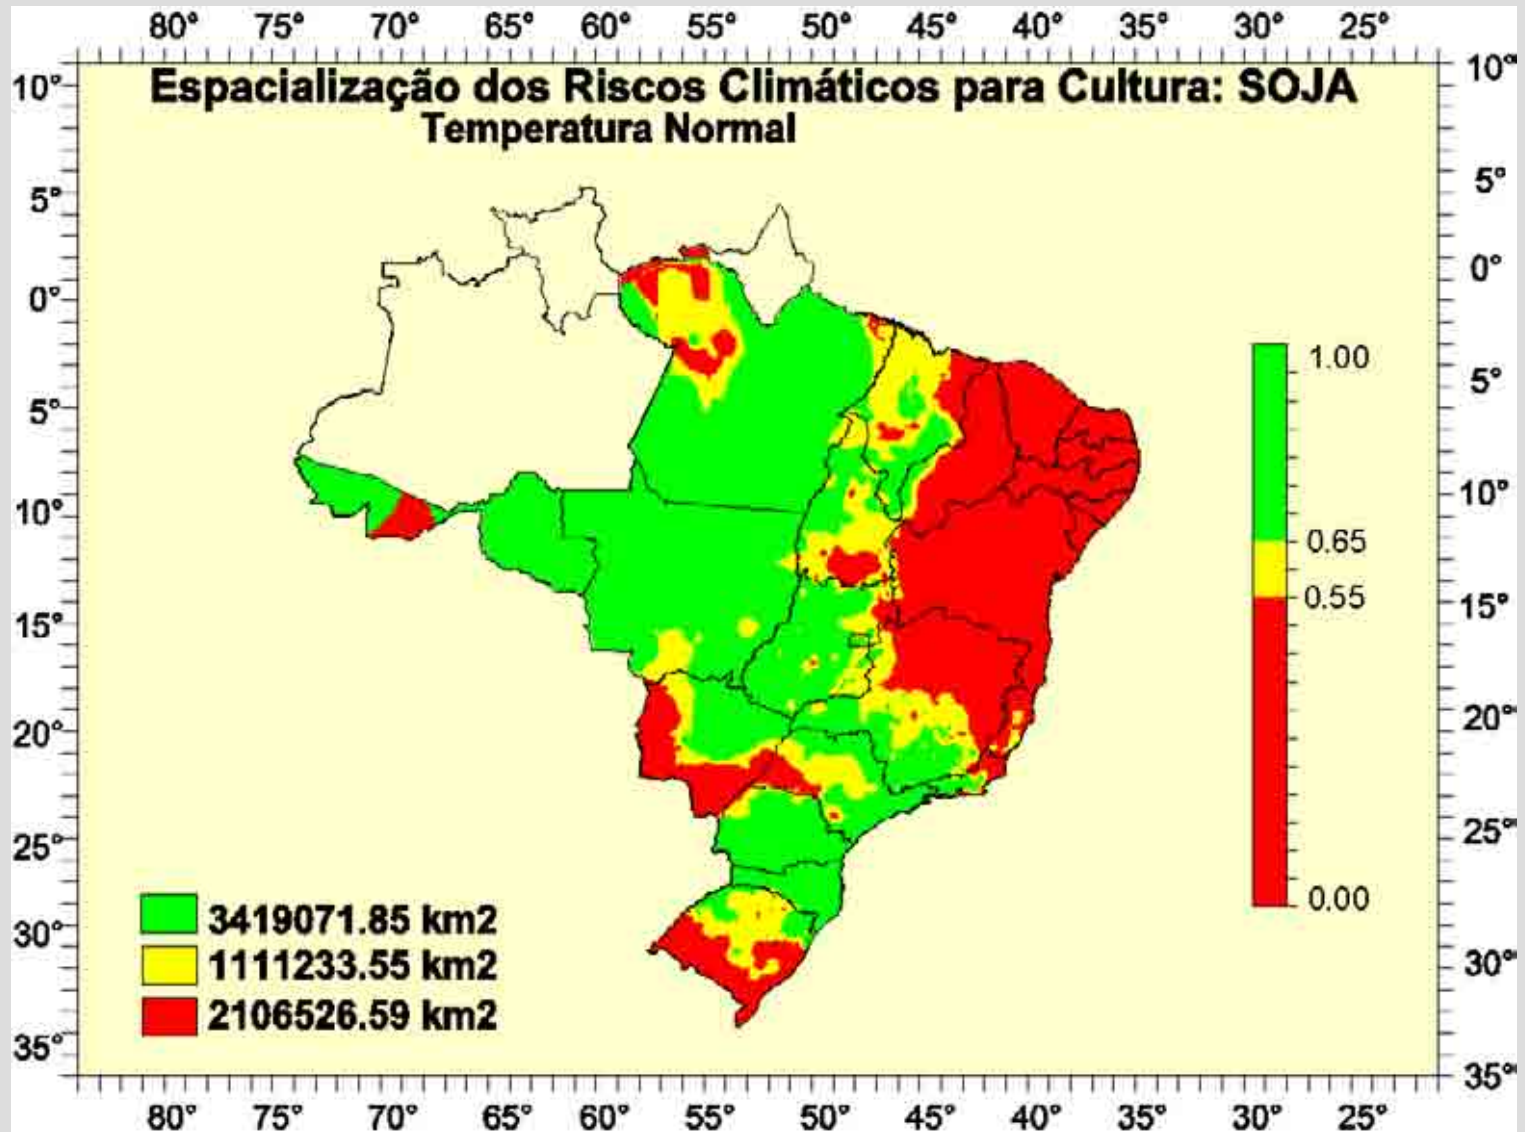 80° 75° 70° 65° 60° 55° 50° 45° 40° 35° 30° 25°
Espacialização dos Riscos Climáticos para Cultura: SOJA
Temperatura Normal
10° 10°
5° 5°
0° 0°
5° 5°
10° 10°
15° 15°
20° 20°
25° 25°
30° 30°
35° 35°
1.00
0.65
0.55
0.00
3419071.85 km2
1111233.55 km2
2106526.59 km2
80° 75° 70° 65° 60° 55° 50° 45° 40° 35° 30° 25°